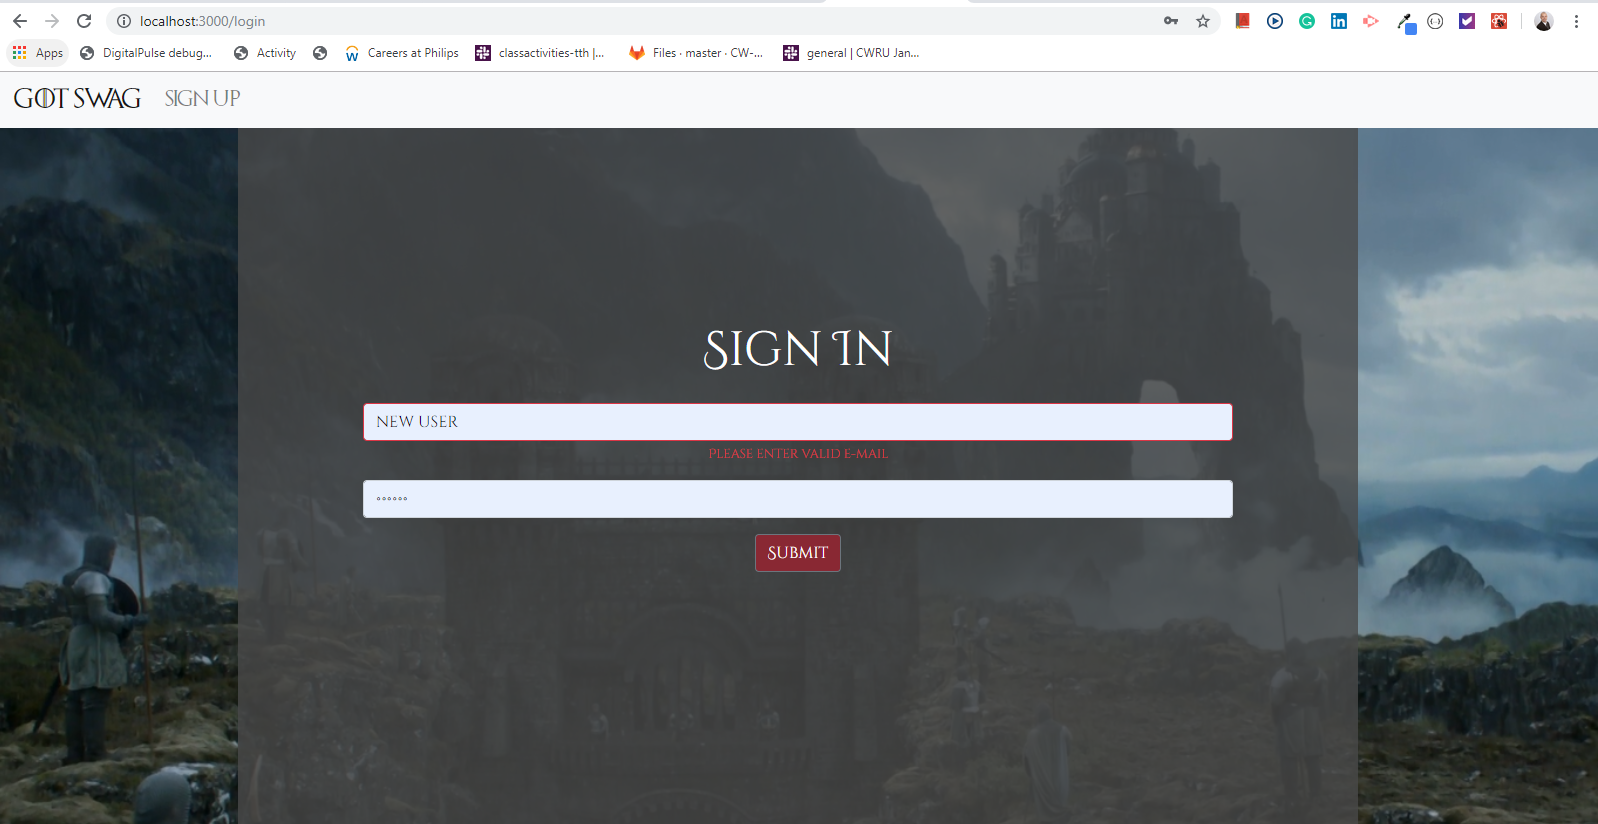 localhost:3000/login
Apps
DigitalPulse debug...
Activity
Careers at Philips
classactivities-tth |...
Files · master · CW-...
general | CWRU Jan...
GOT SWAG
SIGN UP
SIGN IN
NEW USER
PLEASE ENTER VALID E-MAIL
SUBMIT